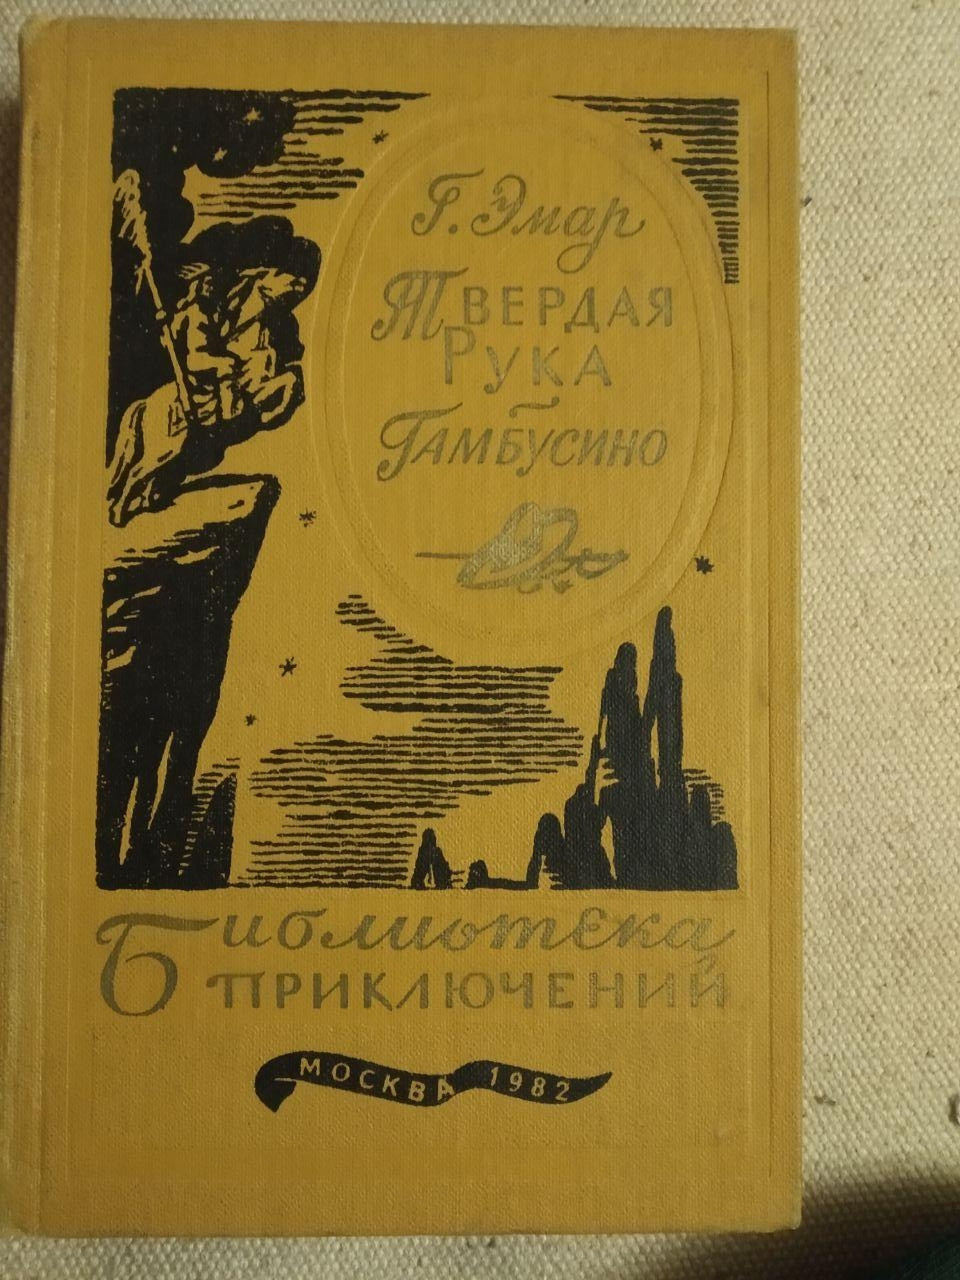 Г. Эмар
ТВЕРДАЯ
РУКА
ГАМБУСИНО
БИБЛИОТЕКА
ПРИКЛЮЧЕНИЙ
МОСКВА 1982